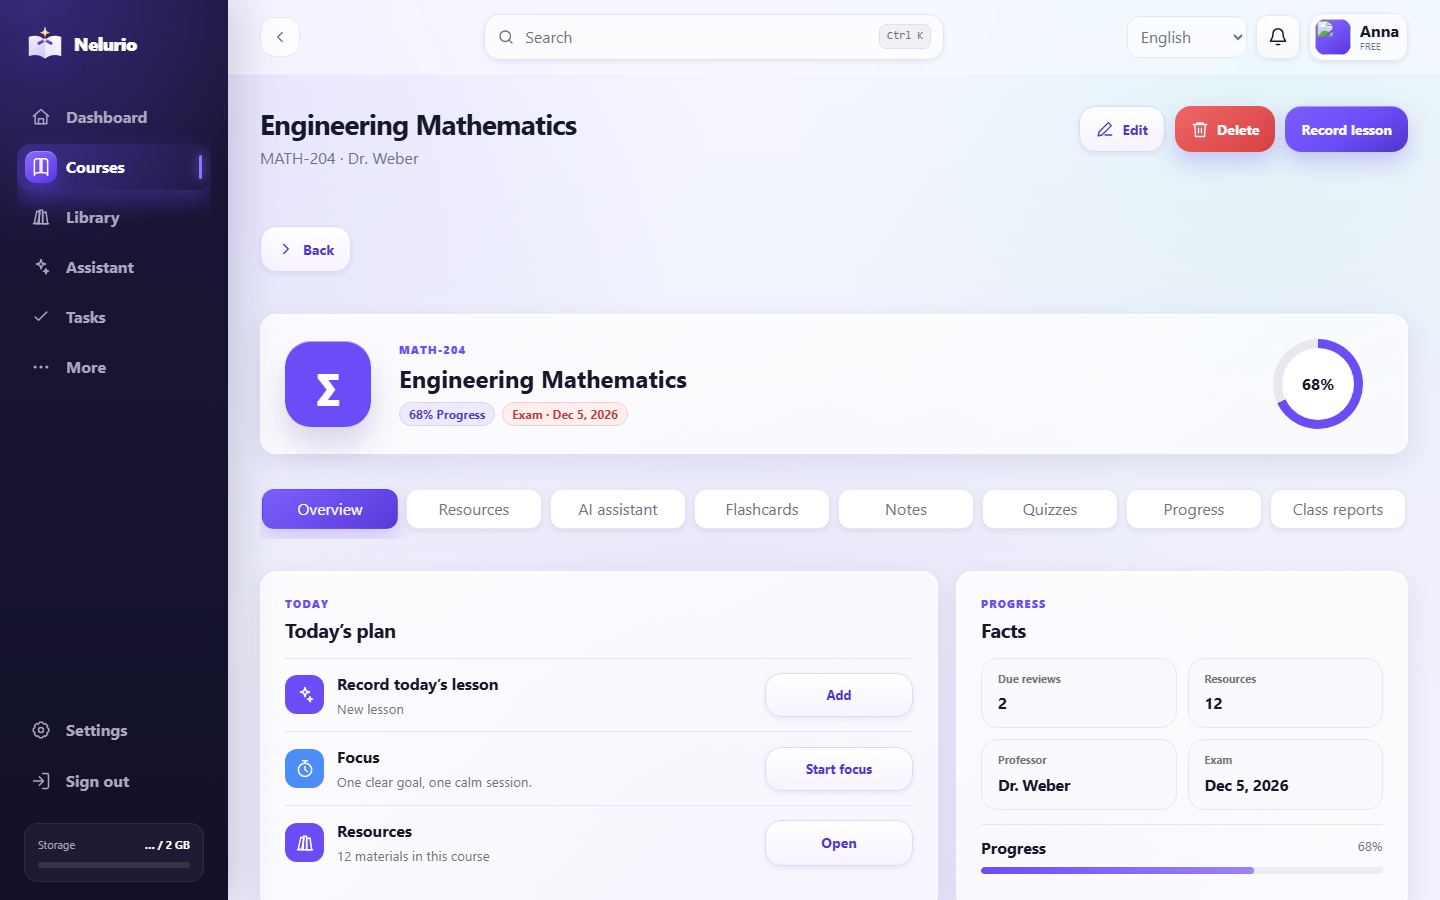 Nelurio
Dashboard
Courses
Library
Assistant
Tasks
More
Settings
Sign out
Storage
... / 2 GB
Search
Ctrl K
English
Anna
FREE
Engineering Mathematics
MATH-204 · Dr. Weber
Edit
Delete
Record lesson
Back
Σ
MATH-204
Engineering Mathematics
68% Progress
Exam · Dec 5, 2026
68%
Overview
Resources
AI assistant
Flashcards
Notes
Quizzes
Progress
Class reports
TODAY
Today’s plan
Record today’s lesson
New lesson
Add
Focus
One clear goal, one calm session.
Start focus
Resources
12 materials in this course
Open
PROGRESS
Facts
Due reviews
2
Resources
12
Professor
Dr. Weber
Exam
Dec 5, 2026
Progress
68%